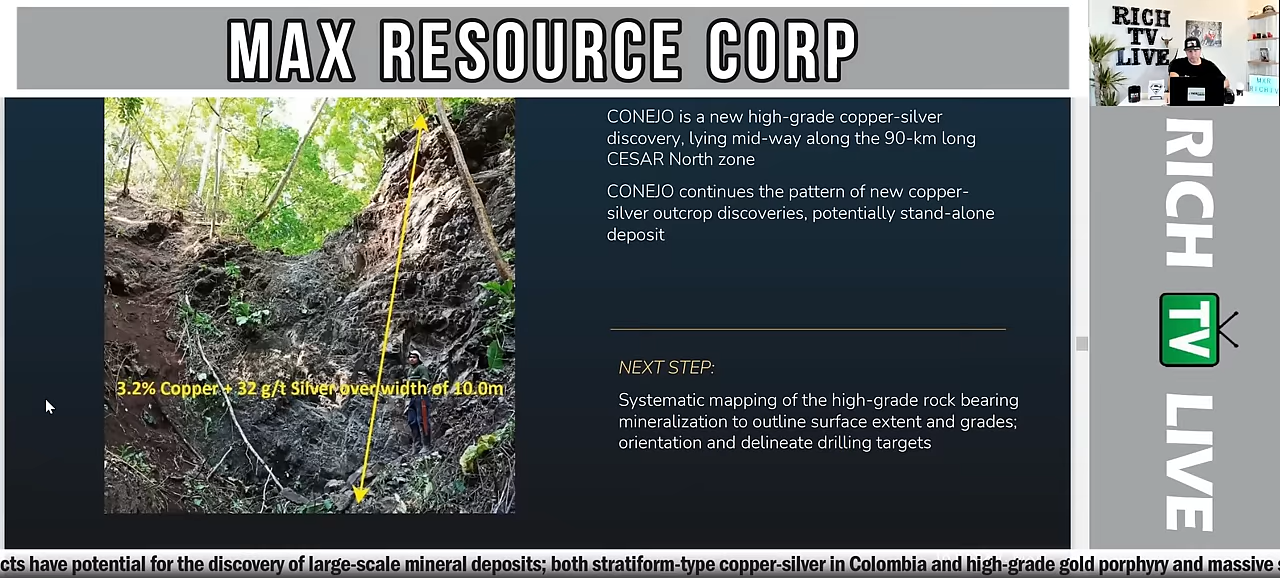 MAX RESOURCE CORP
RICH
TV
LIVE
CONEJO is a new high-grade copper-silver
discovery, lying mid-way along the 90-km long
CESAR North zone
CONEJO continues the pattern of new copper-
silver outcrop discoveries, potentially stand-alone
deposit
3.2% Copper + 32 g/t Silver over width of 10.0m
NEXT STEP:
Systematic mapping of the high-grade rock bearing
mineralization to outline surface extent and grades;
orientation and delineate drilling targets
RICH TV LIVE
cts have potential for the discovery of large-scale mineral deposits; both stratiform-type copper-silver in Colombia and high-grade gold porphyry and massive